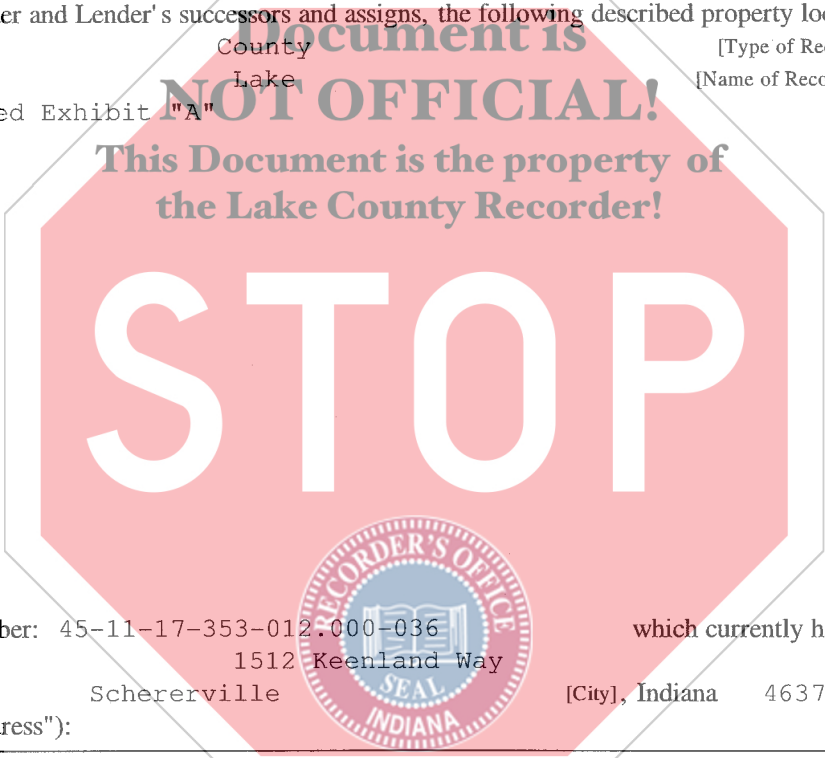 er and Lender's successors and assigns, the following described property loc
Document is
County [Type of Rec
Lake [Name of Reco
NOT OFFICIAL!
ed Exhibit "A"
This Document is the property of
the Lake County Recorder!
STOP
RECORDER'S OFFICE
ber: 45-11-17-353-012.000-036 which currently h
1512 Keenland Way
Schererville [City], Indiana 4637
SEAL
INDIANA
ress"):